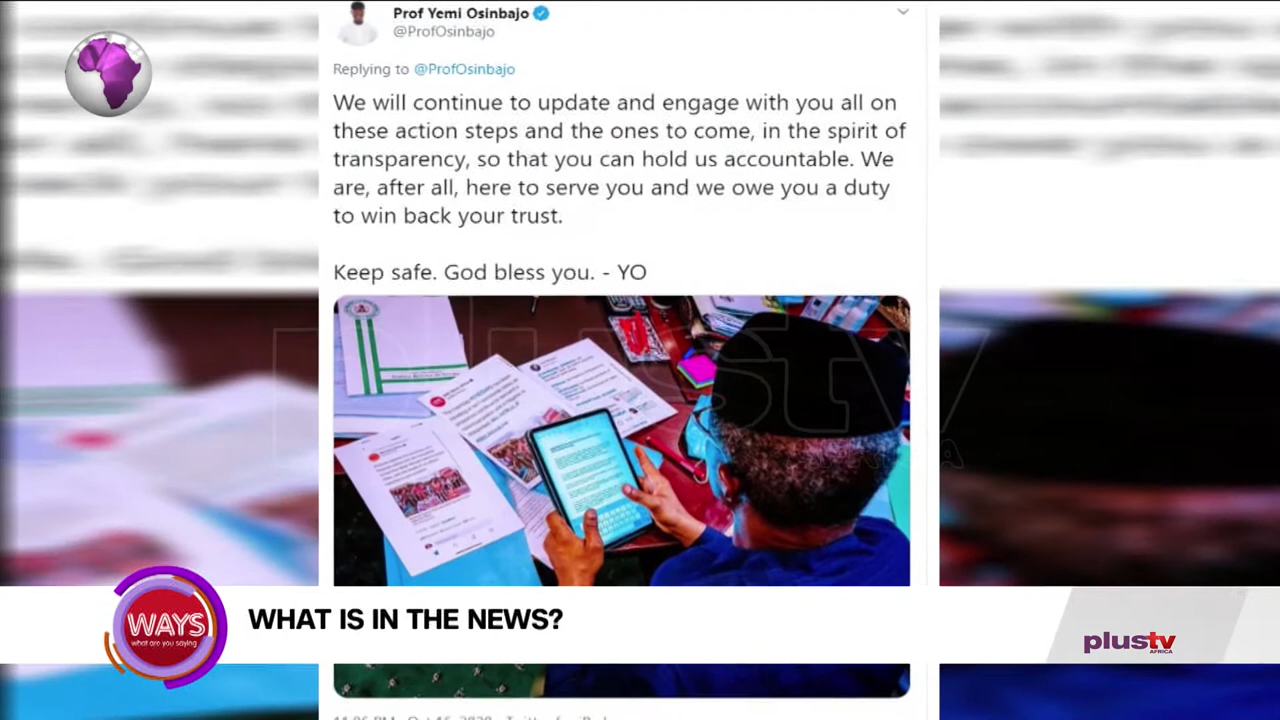 Prof Yemi Osinbajo
@ProfOsinbajo
Replying to @ProfOsinbajo
We will continue to update and engage with you all on
these action steps and the ones to come, in the spirit of
transparency, so that you can hold us accountable. We
are, after all, here to serve you and we owe you a duty
to win back your trust.
Keep safe. God bless you. - YO
WAYS
what are you saying
WHAT IS IN THE NEWS?
plustv
AFRICA